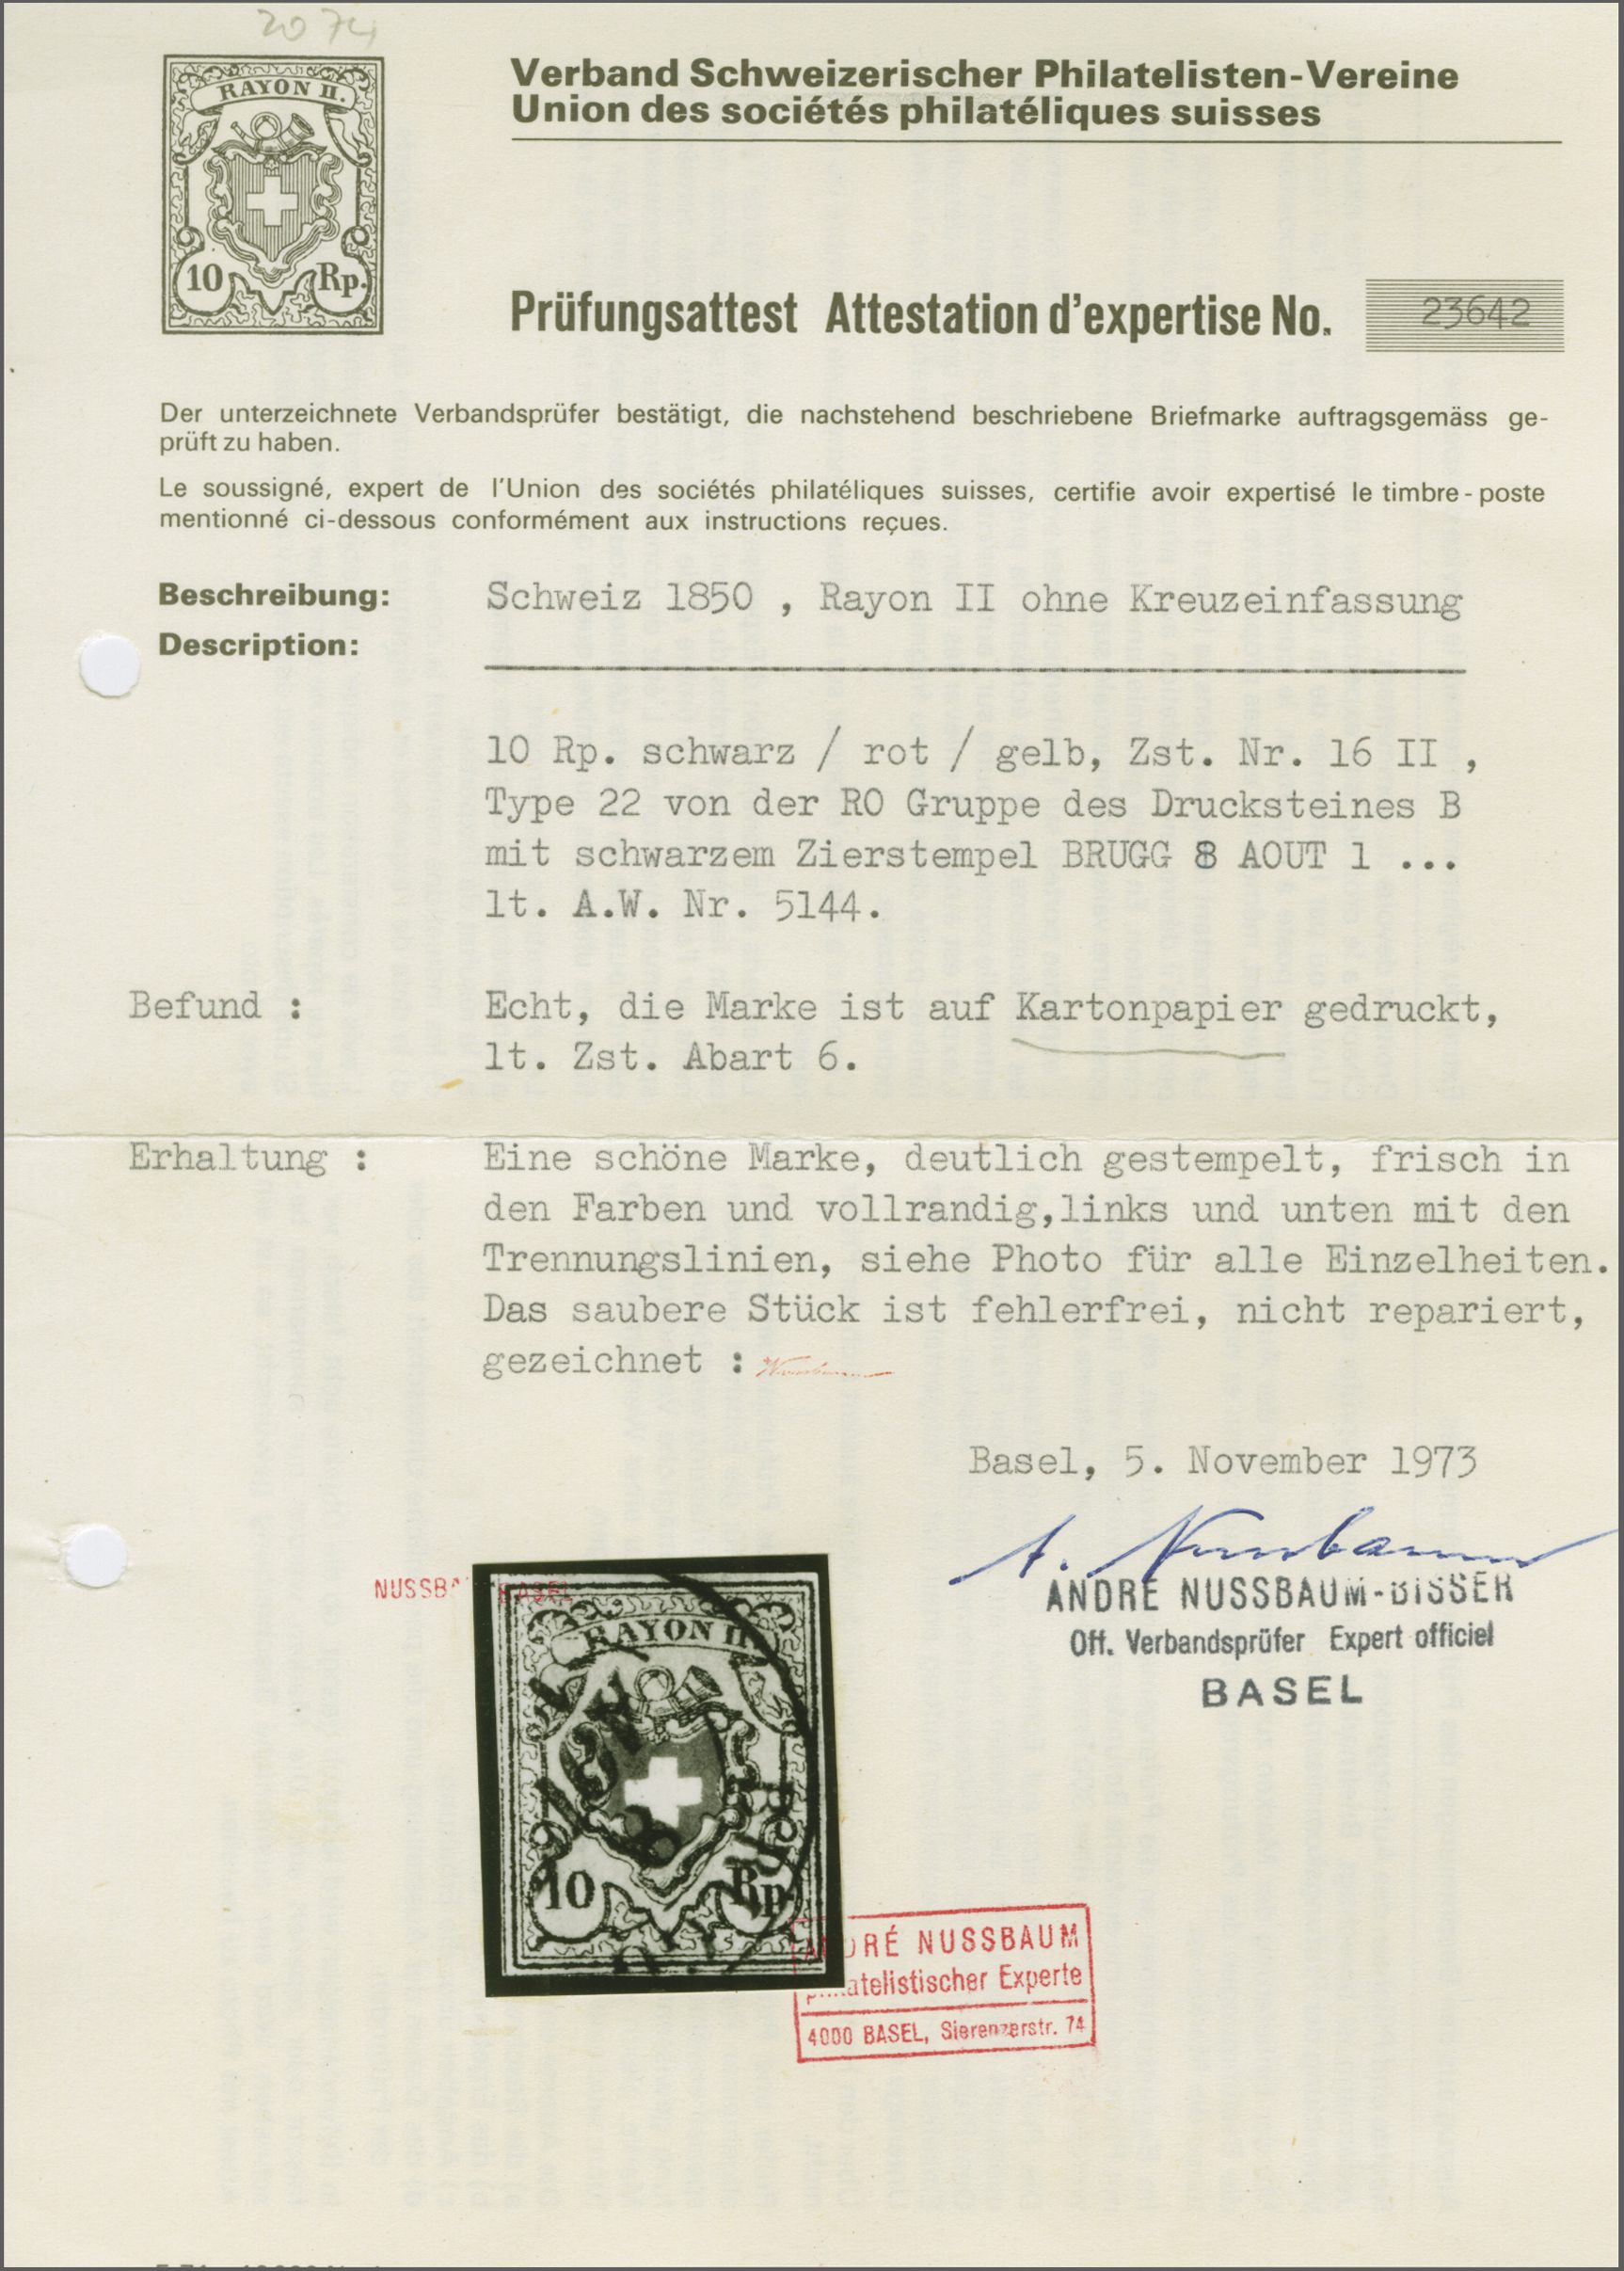 20 74
RAYON II.
10 Rp.
Verband Schweizerischer Philatelisten-Vereine
Union des sociétés philatéliques suisses
Prüfungsattest Attestation d'expertise No. 23642
Der unterzeichnete Verbandsprüfer bestätigt, die nachstehend beschriebene Briefmarke auftragsgemäss ge-
prüft zu haben.
Le soussigné, expert de l'Union des sociétés philatéliques suisses, certifie avoir expertisé le timbre-poste
mentionné ci-dessous conformément aux instructions reçues.
Beschreibung: Schweiz 1850 , Rayon II ohne Kreuzeinfassung
Description:
10 Rp. schwarz / rot / gelb, Zst. Nr. 16 II ,
Type 22 von der RO Gruppe des Drucksteines B
mit schwarzem Zierstempel BRUGG 8 AOUT 1 ...
lt. A.W. Nr. 5144.
Befund : Echt, die Marke ist auf Kartonpapier gedruckt,
lt. Zst. Abart 6.
Erhaltung : Eine schöne Marke, deutlich gestempelt, frisch in
den Farben und vollrandig,links und unten mit den
Trennungslinien, siehe Photo für alle Einzelheiten.
Das saubere Stück ist fehlerfrei, nicht repariert,
gezeichnet : Nussbaum
Basel, 5. November 1973
A. Nussbaum
ANDRÉ NUSSBAUM-BISSER
Off. Verbandsprüfer Expert officiel
BASEL
BASEL
RAYON II
8
10 Rp.
NUSSBAUM
Experte
4000 BASEL, Sierenzerstr. 74